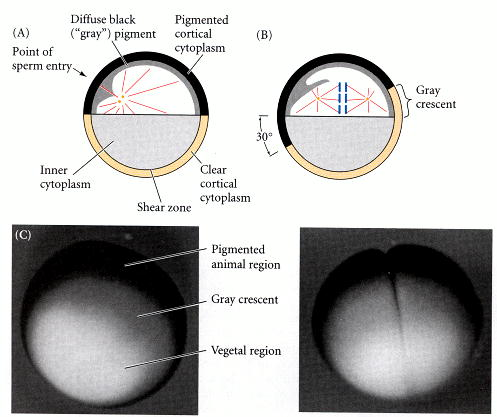 (A)
Diffuse black
("gray") pigment
Pigmented
cortical
cytoplasm
Point of
sperm entry
Inner
cytoplasm
Clear
cortical
cytoplasm
Shear zone
(B)
Gray
crescent
30°
(C)
Pigmented
animal region
Gray crescent
Vegetal region